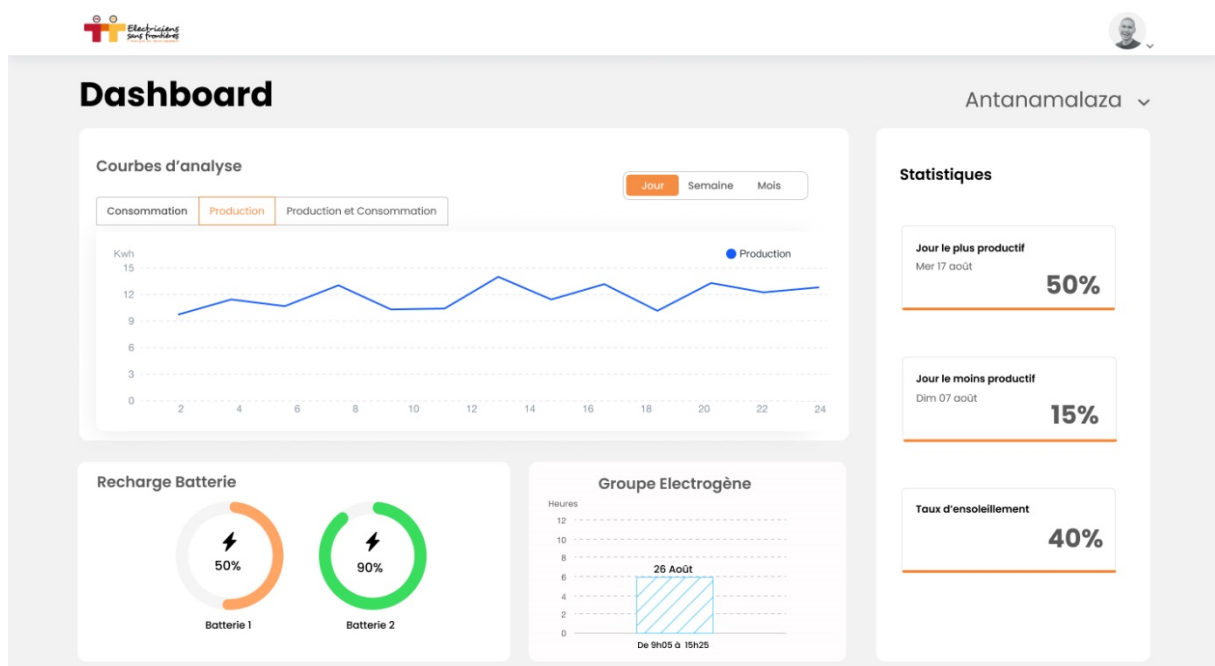 Electriciens
sans frontières
Dashboard
Antanamalaza
Courbes d'analyse
Jour Semaine Mois
Consommation Production Production et Consommation
Kwh
Production
15
12
9
6
3
0
2 4 6 8 10 12 14 16 18 20 22 24
Statistiques
Jour le plus productif
Mer 17 août
50%
Jour le moins productif
Dim 07 août
15%
Taux d'ensoleillement
40%
Recharge Batterie
50%
Batterie 1
90%
Batterie 2
Groupe Electrogène
Heures
12
10
8
6
4
2
0
26 Août
De 9h05 à 15h25